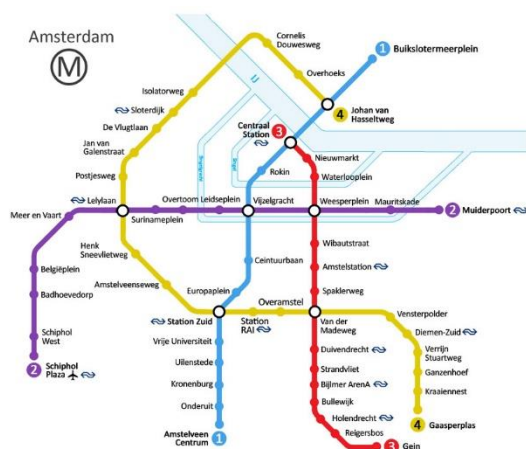 Amsterdam
M
Cornelis
Douwesweg
1
Buikslotermeerplein
Overhoeks
Isolatorweg
IJ
Sloterdijk
4
Johan van
Hasseltweg
De Vlugtlaan
Centraal
Station
3
Jan van
Galenstraat
Singel
Nieuwmarkt
Rokin
Waterlooplein
Postjesweg
Lelylaan
Overtoom
Leidseplein
Vijzelgracht
Weesperplein
Mauritskade
2
Muiderpoort
Meer en Vaart
Surinameplein
Henk
Sneevlietweg
Wibautstraat
Ceintuurbaan
Amstelstation
Belgiëplein
Amstelveenseweg
Europaplein
Spaklerweg
Badhoevedorp
Overamstel
Vensterpolder
Station Zuid
Station
RAI
Van der
Madeweg
Diemen-Zuid
Schiphol
West
Vrije Universiteit
Duivendrecht
Verrijn
Stuartweg
Uilenstede
Strandvliet
Ganzenhoef
Schiphol
Plaza
2
Kronenburg
Bijlmer ArenA
Kraaiennest
Onderuit
Bullewijk
Holendrecht
4
Gaasperplas
Amstelveen
Centrum
1
Reigersbos
3
Gein